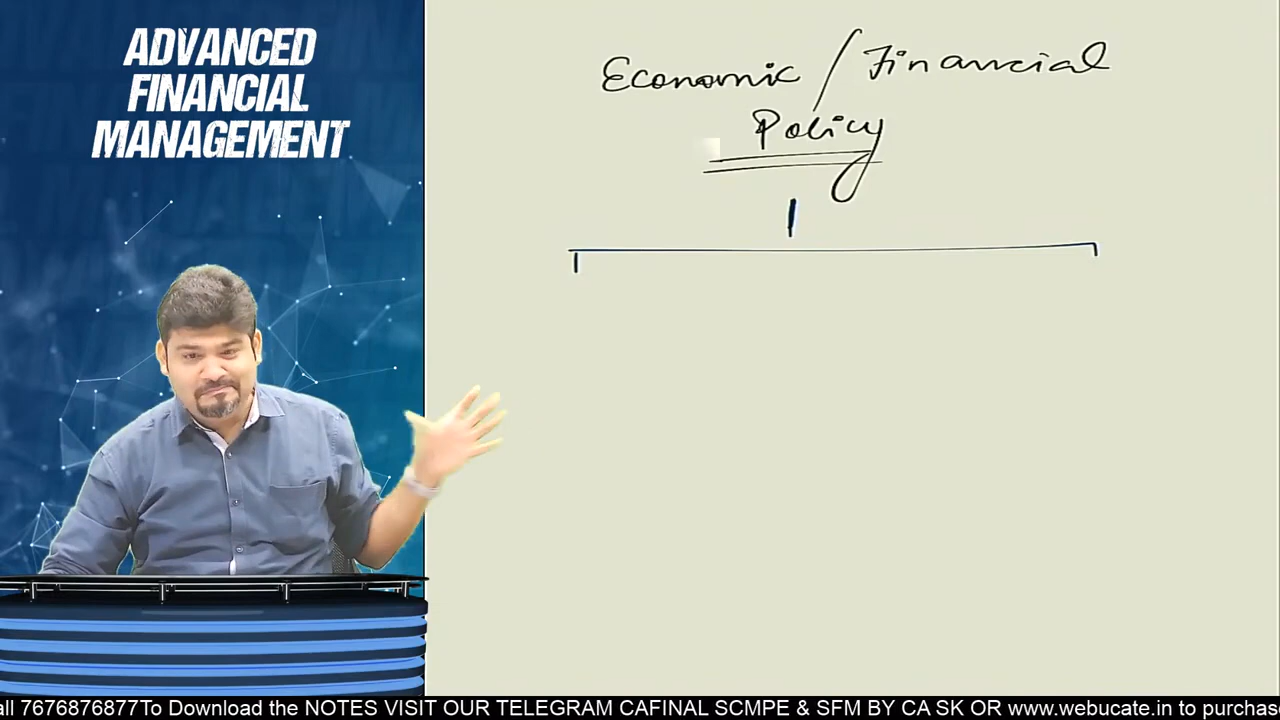 ADVANCED
FINANCIAL
MANAGEMENT
Economic / Financial
Policy
all 7676876877To Download the NOTES VISIT OUR TELEGRAM CAFINAL SCMPE & SFM BY CA SK OR www.webucate.in to purchase